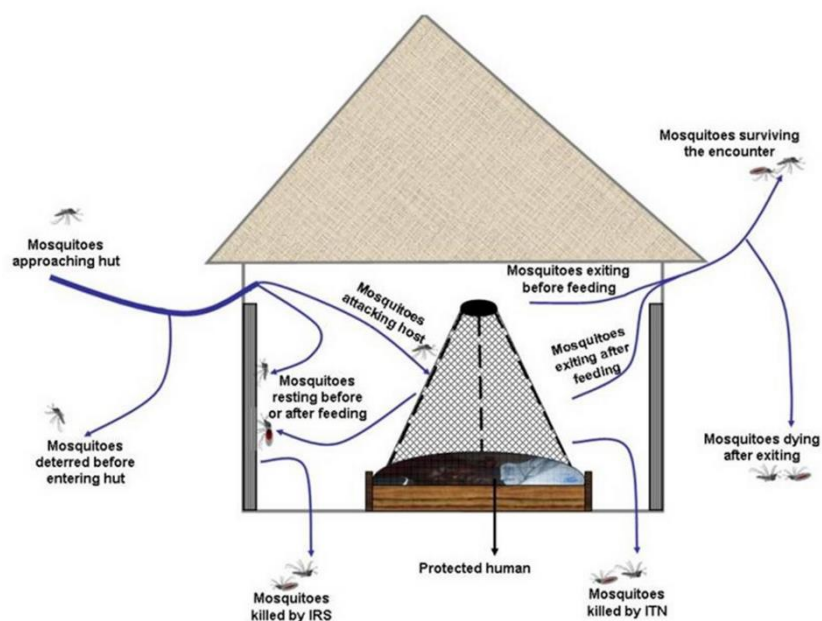 Mosquitoes surviving
the encounter
Mosquitoes
approaching hut
Mosquitoes exiting
before feeding
Mosquitoes
attacking host
Mosquitoes
exiting after
feeding
Mosquitoes
resting before
or after feeding
Mosquitoes
deterred before
entering hut
Mosquitoes dying
after exiting
Protected human
Mosquitoes
killed by IRS
Mosquitoes
killed by ITN